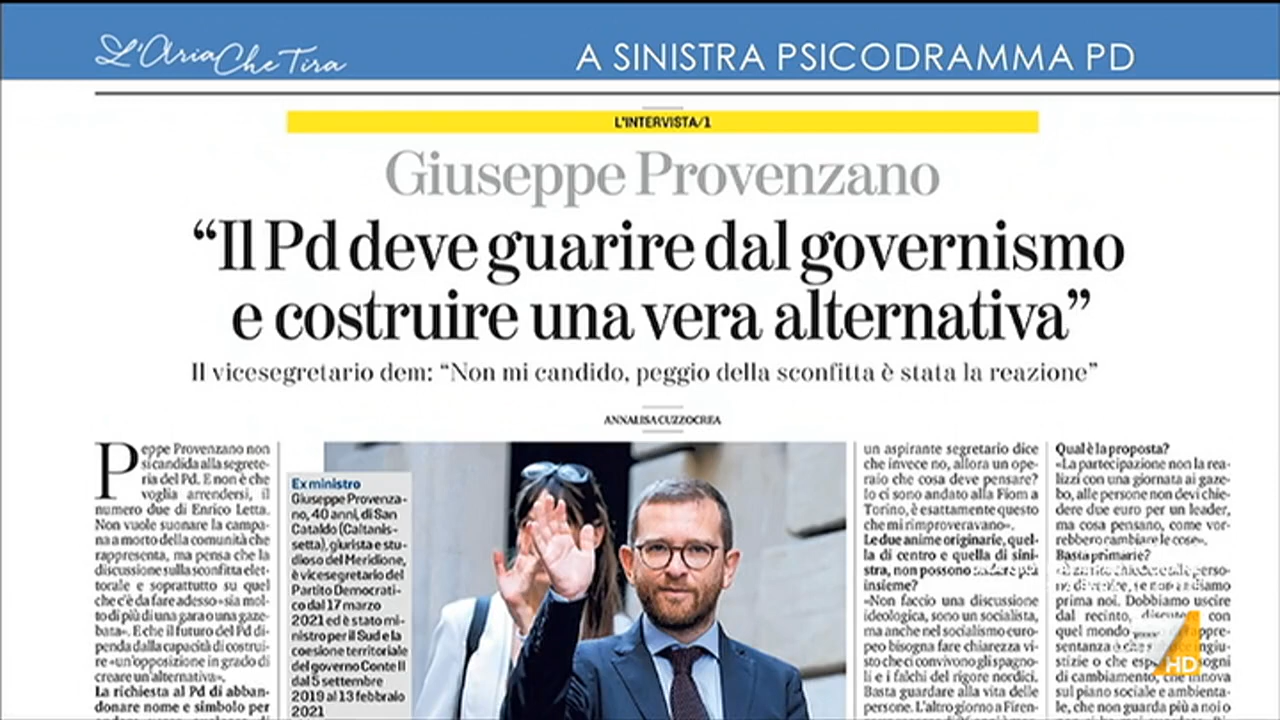 L'Aria Che Tira
A SINISTRA PSICODRAMMA PD
L'INTERVISTA/1
Giuseppe Provenzano
“Il Pd deve guarire dal governismo
e costruire una vera alternativa”
Il vicesegretario dem: “Non mi candido, peggio della sconfitta è stata la reazione”
ANNALISA CUZZOCREA
Peppe Provenzano non
si candida alla segrete-
ria del Pd. E non è che
voglia arrendersi, il
numero due di Enrico Letta.
Non vuole suonare la campa-
na a morto della comunità che
rappresenta, ma pensa che la
discussione sulla sconfitta elet-
torale e soprattutto su quel
che c'è da fare adesso «sia mol-
to di più di una gara o una gaze-
bata». E che il futuro del Pd di-
penda dalla capacità di costrui-
re «un'opposizione in grado di
creare un'alternativa».
La richiesta al Pd di abban-
donare nome e simbolo per
Ex ministro
Giuseppe Provenza-
no, 40 anni, di San
Cataldo (Caltanis-
setta), giurista e stu-
dioso del Meridione,
è vicesegretario del
Partito Democrati-
co dal 17 marzo
2021 ed è stato mi-
nistro per il Sud e la
coesione territoriale
del governo Conte II
dal 5 settembre
2019 al 13 febbraio
2021
un aspirante segretario dice
che invece no, allora un ope-
raio che cosa deve pensare?
Io ci sono andato alla Fiom a
Torino, è esattamente questo
che mi rimproveravano».
Le due anime originarie, quel-
la di centro e quella di sini-
stra, non possono andare più
insieme?
«Non faccio una discussione
ideologica, sono un socialista,
ma anche nel socialismo euro-
peo bisogna fare chiarezza vi-
sto che ci convivono gli spagno-
li e i falchi del rigore nordici.
Basta guardare alla vita delle
persone. L'altro giorno a Firen-
Qual è la proposta?
«La partecipazione non la rea-
lizzi con una giornata ai gaze-
bo, alle persone non devi chie-
dere due euro per un leader,
ma cosa pensano, come vor-
rebbero cambiare le cose».
Basta primarie?
prima noi. Dobbiamo uscire
dal recinto, discutere con
quel mondo
di cambiamento, che innova
sul piano sociale e ambienta-
le, che non guarda più a noi o
7
HD